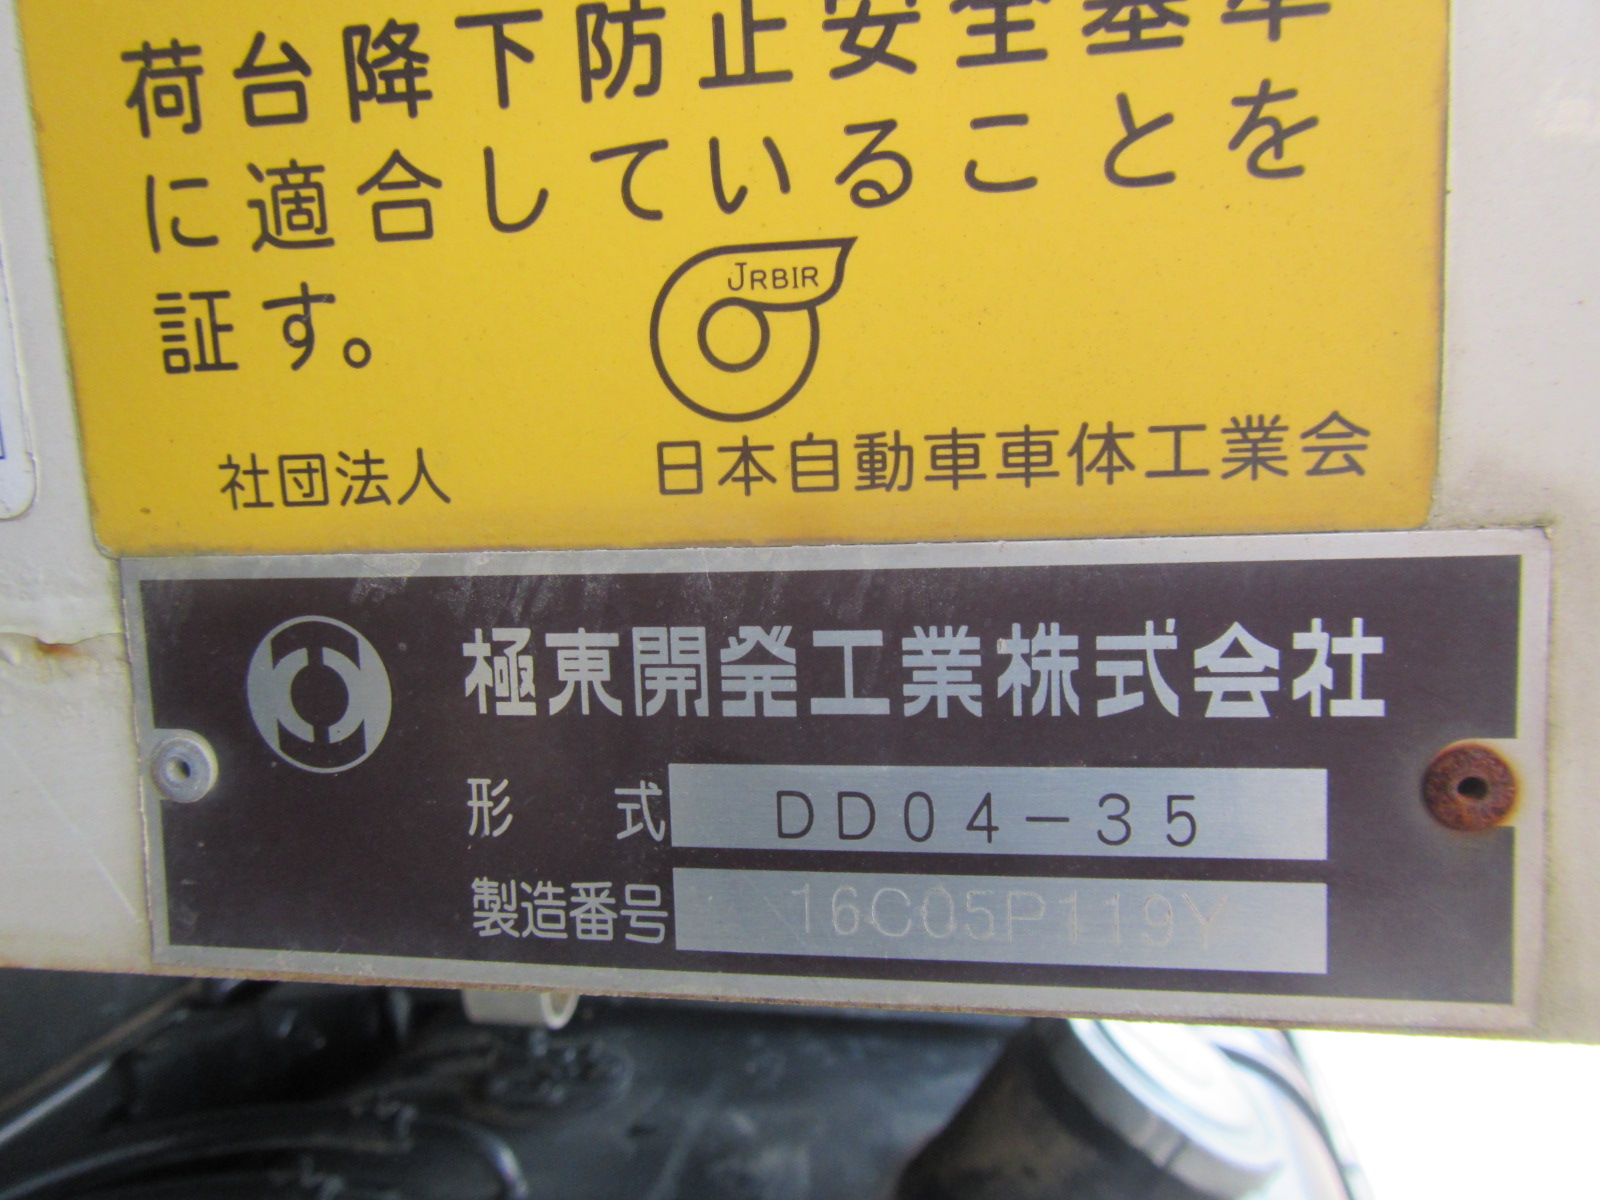 荷台降下防止安全基準
に適合していることを
証す。
JRBIR
社団法人 日本自動車車体工業会
極東開発工業株式会社
形式 DD04-35
製造番号 16C05P119Y